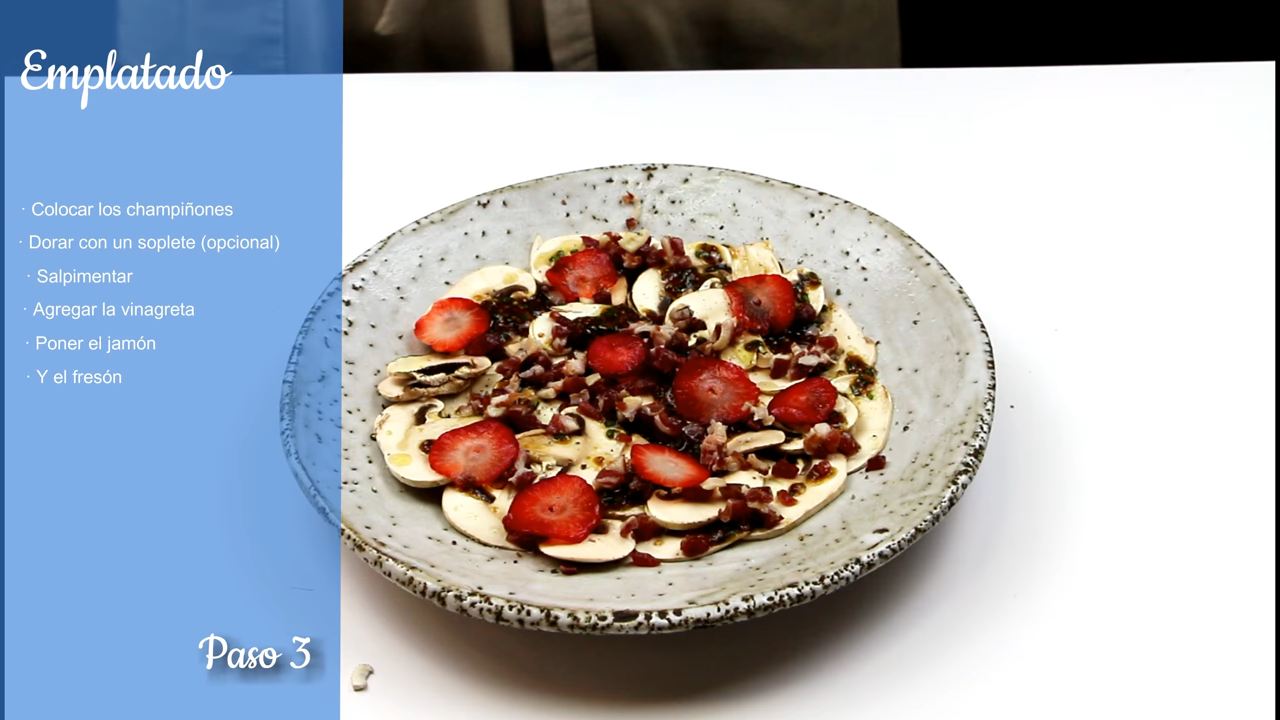 Emplatado
· Colocar los champiñones
· Dorar con un soplete (opcional)
· Salpimentar
· Agregar la vinagreta
· Poner el jamón
· Y el fresón
Paso 3